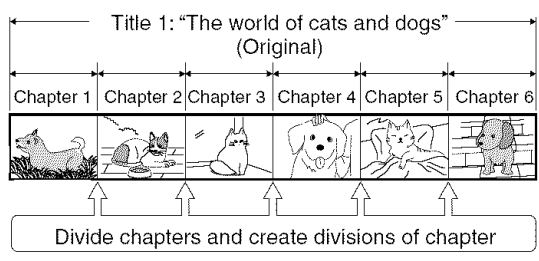 Title 1: “The world of cats and dogs”
(Original)
Chapter 1 Chapter 2 Chapter 3 Chapter 4 Chapter 5 Chapter 6
Divide chapters and create divisions of chapter